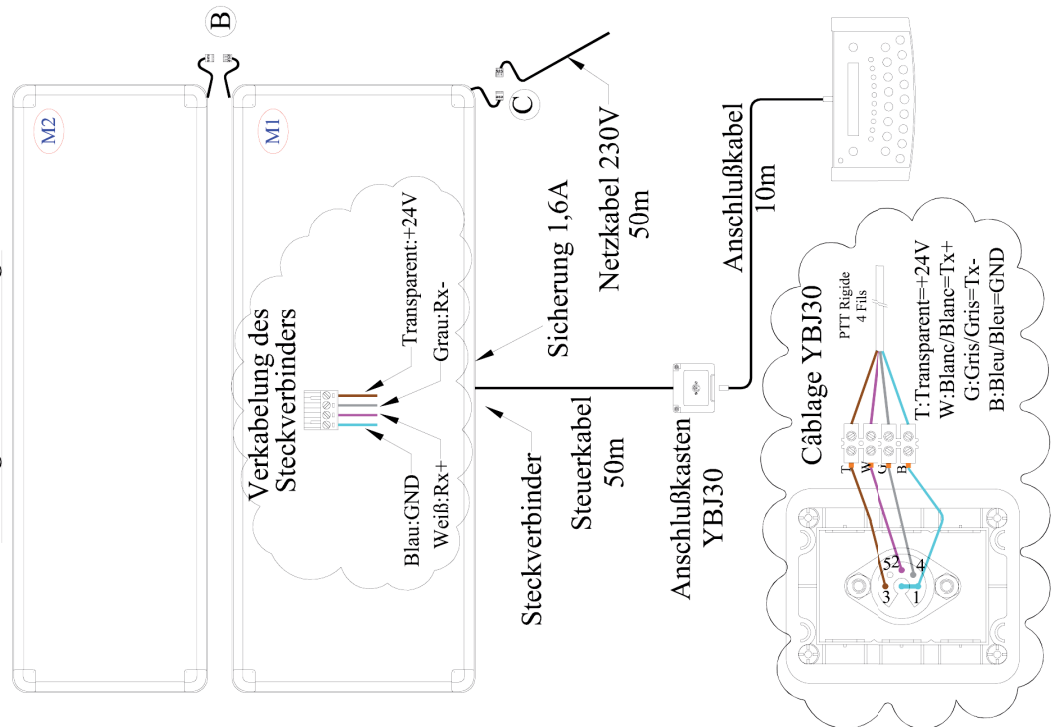 B
M2
M1
C
Verkabelung des
Steckverbinders
Transparent:+24V
Grau:Rx-
Blau:GND
Weiß:Rx+
Sicherung 1,6A
Netzkabel 230V
50m
Steckverbinder
Steuerkabel
50m
Anschlußkabel
10m
Anschlußkasten
YBJ30
Câblage YBJ30
PTT Rigide
4 Fils
T:Transparent=+24V
W:Blanc/Blanc=Tx+
G:Gris/Gris=Tx-
B:Bleu/Bleu=GND
T
W
G
B
52
4
3
1